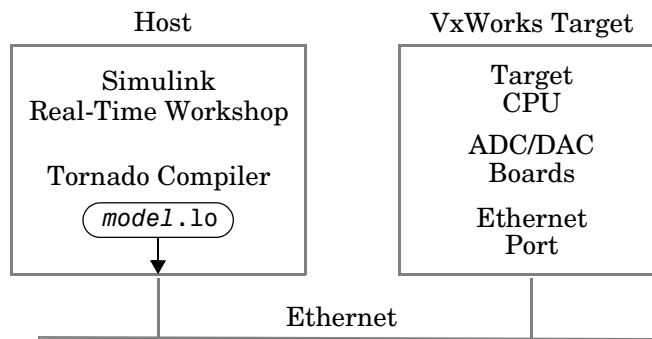 Host
VxWorks Target
Simulink
Real-Time Workshop
Tornado Compiler
model.lo
Target
CPU
ADC/DAC
Boards
Ethernet
Port
Ethernet